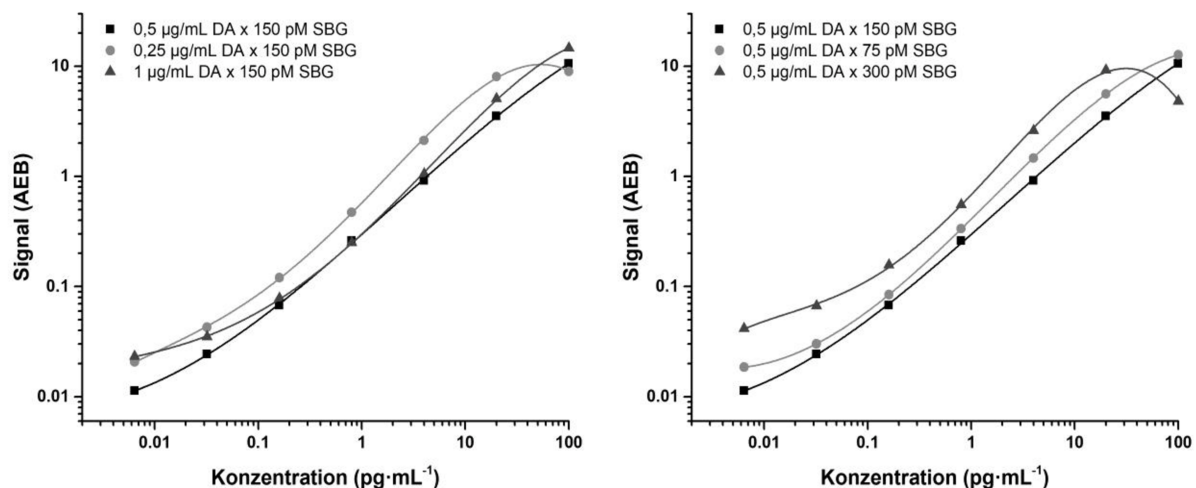 0,5 µg/mL DA x 150 pM SBG
0,25 µg/mL DA x 150 pM SBG
1 µg/mL DA x 150 pM SBG
10
1
0.1
0.01
Signal (AEB)
0.01 0.1 1 10 100
Konzentration (pg·mL⁻¹)
0,5 µg/mL DA x 150 pM SBG
0,5 µg/mL DA x 75 pM SBG
0,5 µg/mL DA x 300 pM SBG
10
1
0.1
0.01
Signal (AEB)
0.01 0.1 1 10 100
Konzentration (pg·mL⁻¹)